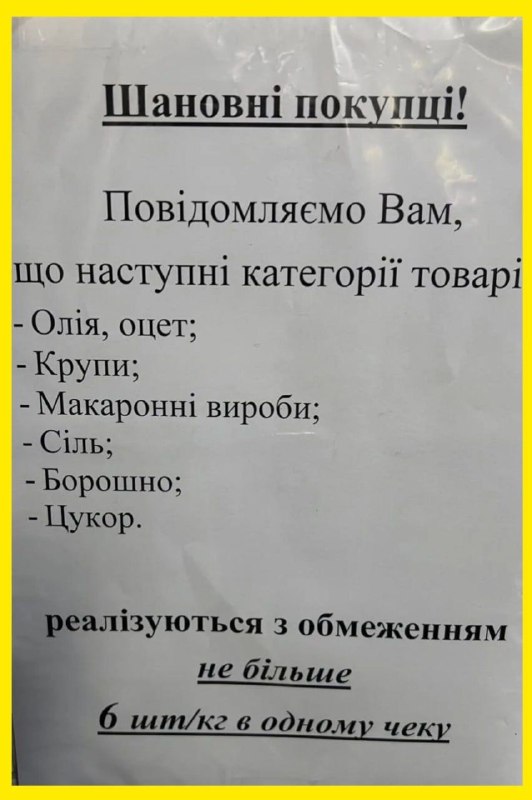 Шановні покупці!
Повідомляємо Вам,
що наступні категорії товарі
- Олія, оцет;
- Крупи;
- Макаронні вироби;
- Сіль;
- Борошно;
- Цукор.
реалізуються з обмеженням
не більше
6 шт/кг в одному чеку